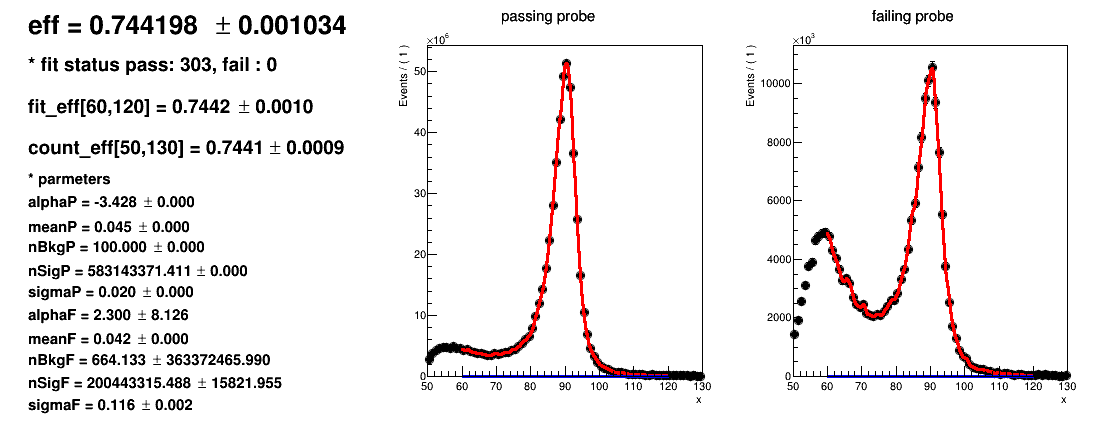 eff = 0.744198 ± 0.001034
* fit status pass: 303, fail : 0
fit_eff[60,120] = 0.7442 ± 0.0010
count_eff[50,130] = 0.7441 ± 0.0009
* parmeters
alphaP = -3.428 ± 0.000
meanP = 0.045 ± 0.000
nBkgP = 100.000 ± 0.000
nSigP = 583143371.411 ± 0.000
sigmaP = 0.020 ± 0.000
alphaF = 2.300 ± 8.126
meanF = 0.042 ± 0.000
nBkgF = 664.133 ± 363372465.990
nSigF = 200443315.488 ± 15821.955
sigmaF = 0.116 ± 0.002
passing probe
×10⁶
Events / ( 1 )
50
40
30
20
10
0
50 60 70 80 90 100 110 120 130
x
failing probe
×10³
Events / ( 1 )
10000
8000
6000
4000
2000
0
50 60 70 80 90 100 110 120 130
x